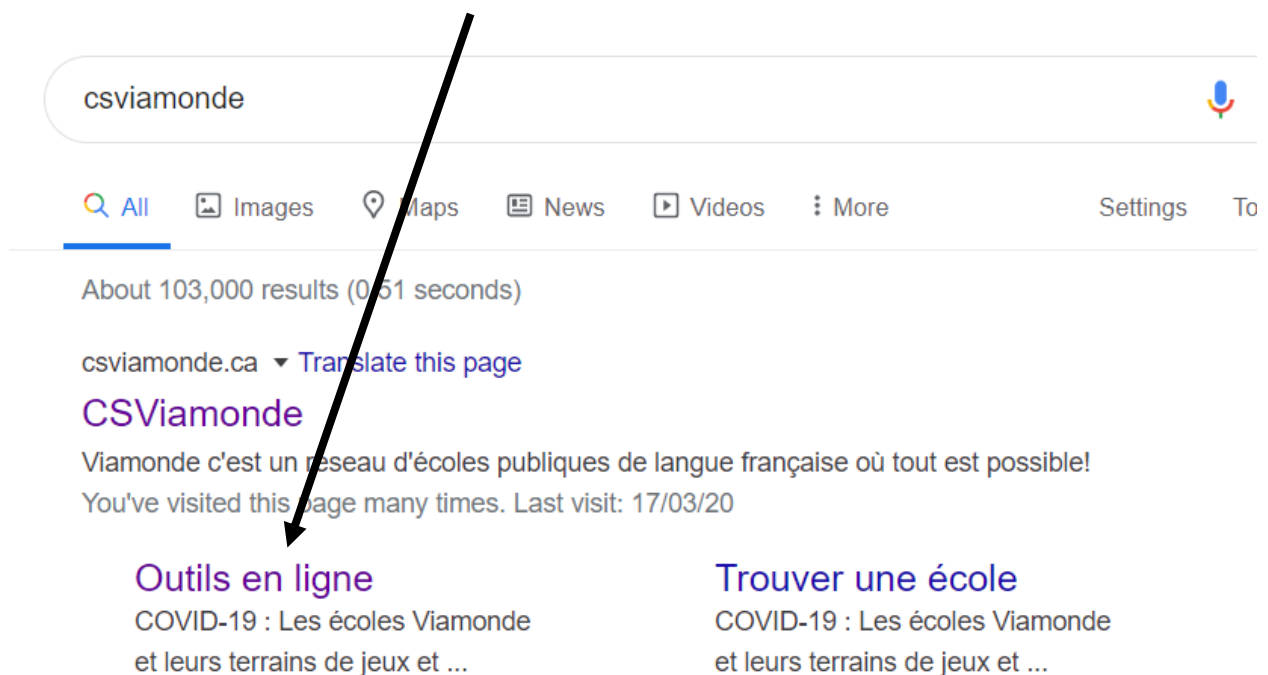 csviamonde
All Images Maps News Videos More Settings To
About 103,000 results (0.51 seconds)
csviamonde.ca Translate this page
CSViamonde
Viamonde c'est un réseau d'écoles publiques de langue française où tout est possible!
You've visited this page many times. Last visit: 17/03/20
Outils en ligne Trouver une école
COVID-19 : Les écoles Viamonde COVID-19 : Les écoles Viamonde
et leurs terrains de jeux et ... et leurs terrains de jeux et ...